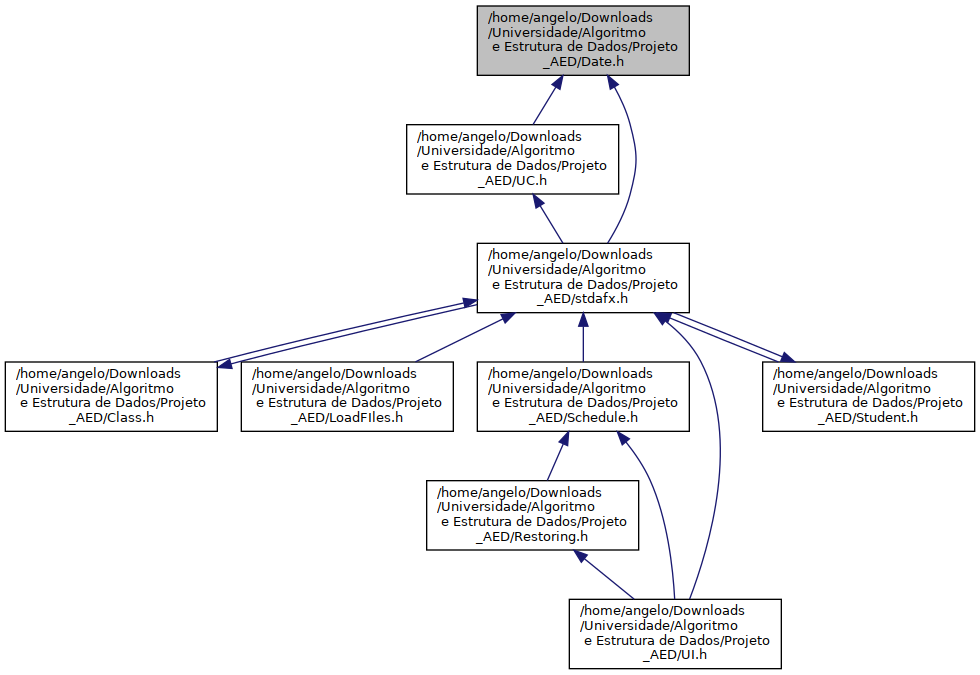 /home/angelo/Downloads
/Universidade/Algoritmo
e Estrutura de Dados/Projeto
_AED/Date.h
/home/angelo/Downloads
/Universidade/Algoritmo
e Estrutura de Dados/Projeto
_AED/UC.h
/home/angelo/Downloads
/Universidade/Algoritmo
e Estrutura de Dados/Projeto
_AED/stdafx.h
/home/angelo/Downloads
/Universidade/Algoritmo
e Estrutura de Dados/Projeto
_AED/Class.h
/home/angelo/Downloads
/Universidade/Algoritmo
e Estrutura de Dados/Projeto
_AED/LoadFIles.h
/home/angelo/Downloads
/Universidade/Algoritmo
e Estrutura de Dados/Projeto
_AED/Schedule.h
/home/angelo/Downloads
/Universidade/Algoritmo
e Estrutura de Dados/Projeto
_AED/Student.h
/home/angelo/Downloads
/Universidade/Algoritmo
e Estrutura de Dados/Projeto
_AED/Restoring.h
/home/angelo/Downloads
/Universidade/Algoritmo
e Estrutura de Dados/Projeto
_AED/UI.h